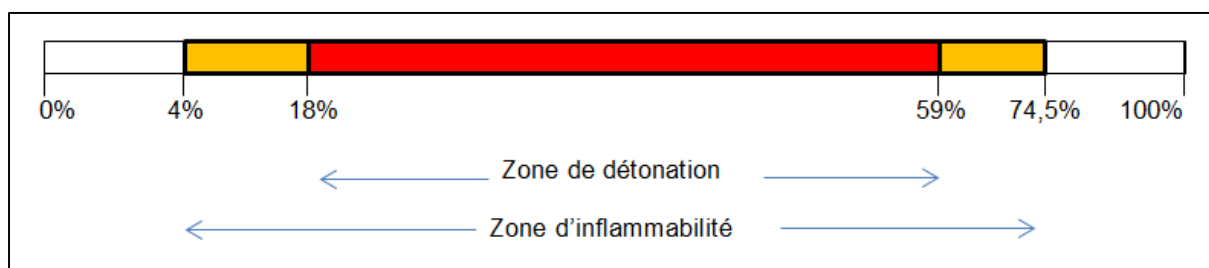 0% 4% 18% 59% 74,5% 100%
Zone de détonation
Zone d'inflammabilité